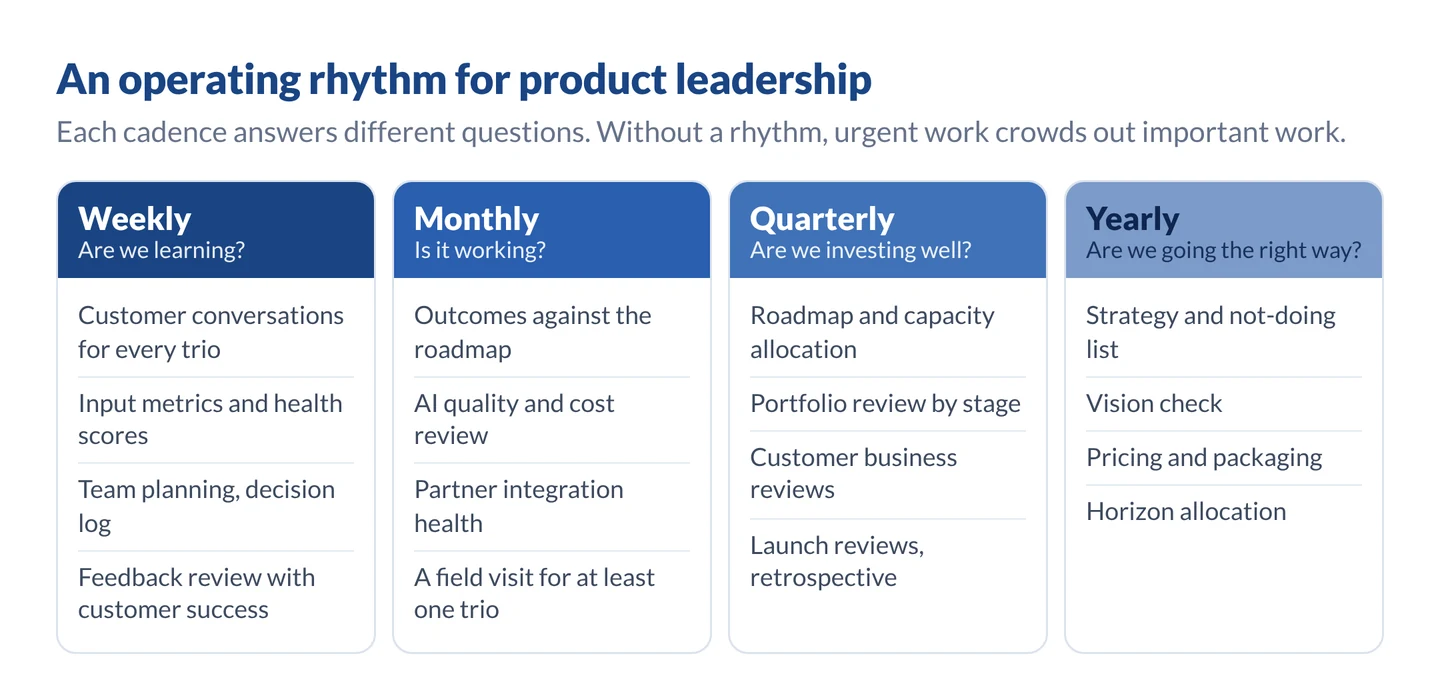 An operating rhythm for product leadership
Each cadence answers different questions. Without a rhythm, urgent work crowds out important work.
Weekly
Are we learning?
Customer conversations
for every trio
Input metrics and health
scores
Team planning, decision
log
Feedback review with
customer success
Monthly
Is it working?
Outcomes against the
roadmap
AI quality and cost
review
Partner integration
health
A field visit for at least
one trio
Quarterly
Are we investing well?
Roadmap and capacity
allocation
Portfolio review by stage
Customer business
reviews
Launch reviews,
retrospective
Yearly
Are we going the right way?
Strategy and not-doing
list
Vision check
Pricing and packaging
Horizon allocation